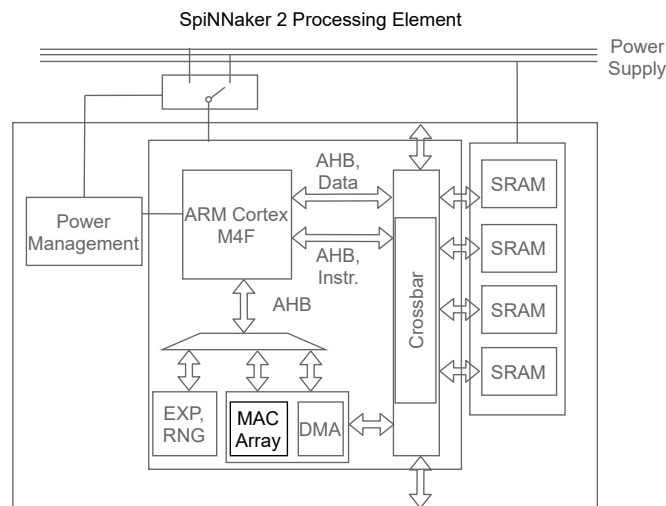 SpiNNaker 2 Processing Element
Power
Supply
AHB,
Data
SRAM
ARM Cortex
M4F
Power
Management
SRAM
AHB,
Instr.
Crossbar
AHB
SRAM
SRAM
EXP,
RNG
MAC
Array
DMA